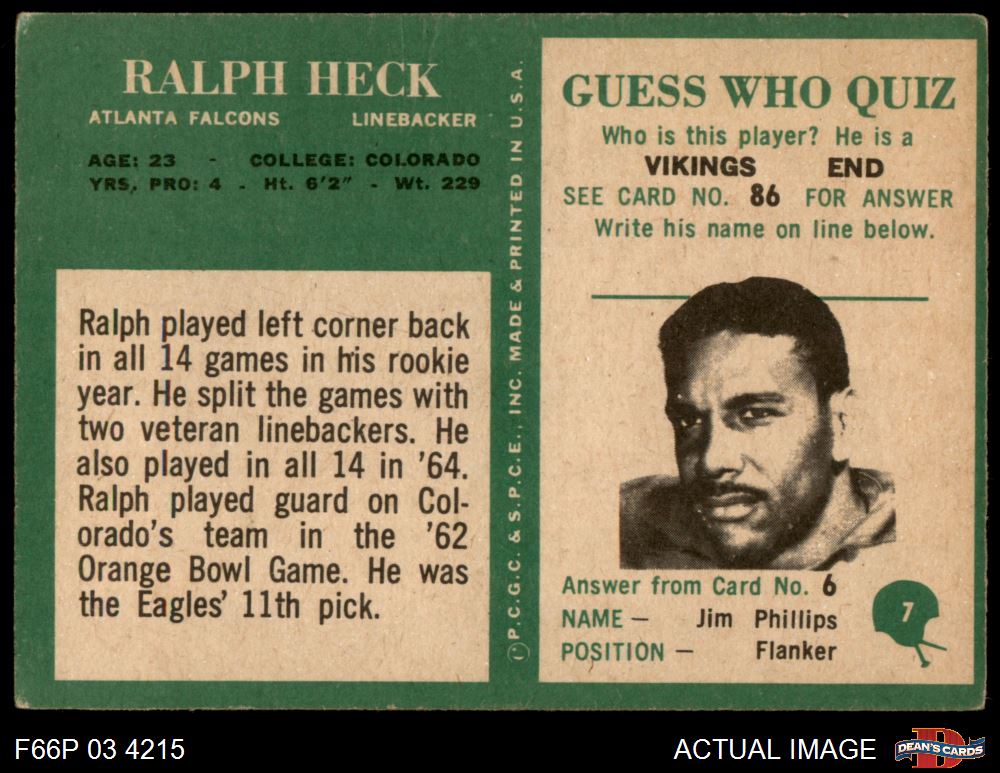 RALPH HECK
ATLANTA FALCONS LINEBACKER
AGE: 23 - COLLEGE: COLORADO
YRS. PRO: 4 - Ht. 6'2" - Wt. 229
Ralph played left corner back
in all 14 games in his rookie
year. He split the games with
two veteran linebackers. He
also played in all 14 in '64.
Ralph played guard on Col-
orado's team in the '62
Orange Bowl Game. He was
the Eagles' 11th pick.
©P.C.G.C. & S.P.C.E., INC. MADE & PRINTED IN U.S.A.
GUESS WHO QUIZ
Who is this player? He is a
VIKINGS END
SEE CARD NO. 86 FOR ANSWER
Write his name on line below.
Answer from Card No. 6
NAME — Jim Phillips
POSITION — Flanker
7
F66P 03 4215
ACTUAL IMAGE
D
DEAN'S CARDS